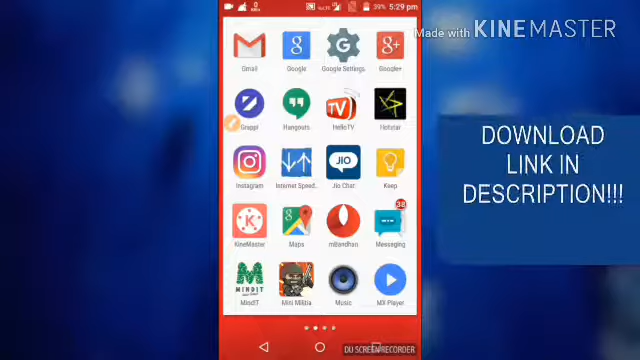 39% 5:29 pm
Made with KINEMASTER
Gmail Google Google Settings Google+
Grappl Hangouts HelloTV Hotstar
Instagram Internet Speed.. Jio Chat Keep
38
KineMaster Maps mBandhan Messaging
MindIT Mini Militia Music MX Player
DOWNLOAD
LINK IN
DESCRIPTION!!!
DU SCREEN RECORDER